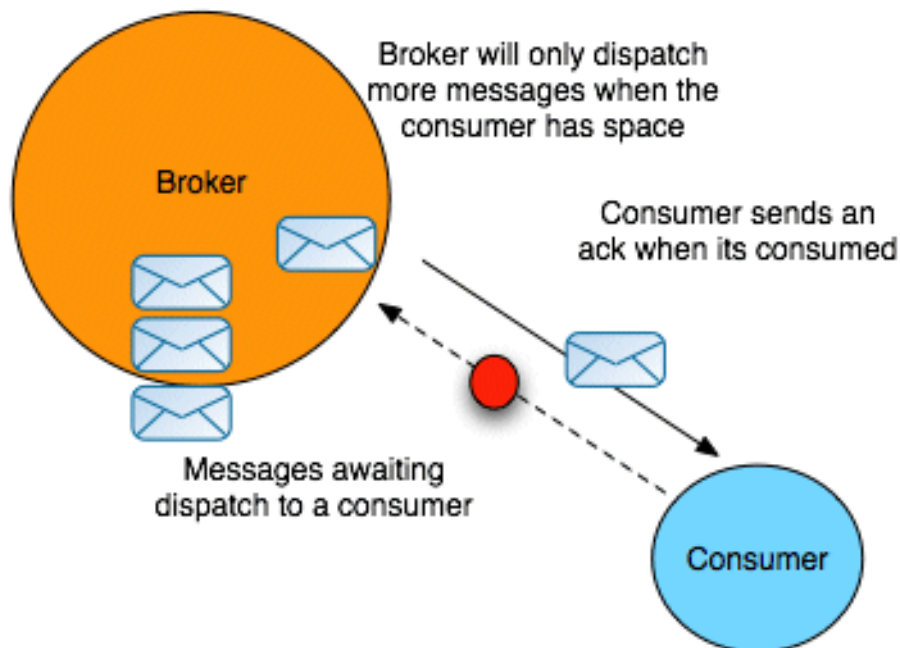 Broker will only dispatch
more messages when the
consumer has space
Broker
Consumer sends an
ack when its consumed
Messages awaiting
dispatch to a consumer
Consumer